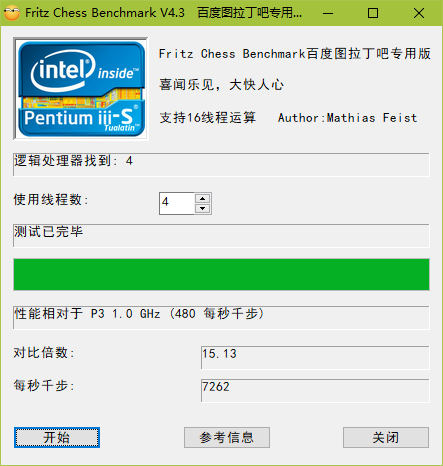 Fritz Chess Benchmark V4.3 百度图拉丁吧专用...
intel inside™
Pentium iii-S
Tualatin
Fritz Chess Benchmark百度图拉丁吧专用版
喜闻乐见，大快人心
支持16线程运算 Author:Mathias Feist
逻辑处理器找到: 4
使用线程数: 4
测试已完毕
性能相对于 P3 1.0 GHz (480 每秒千步)
对比倍数: 15.13
每秒千步: 7262
开始 参考信息 关闭